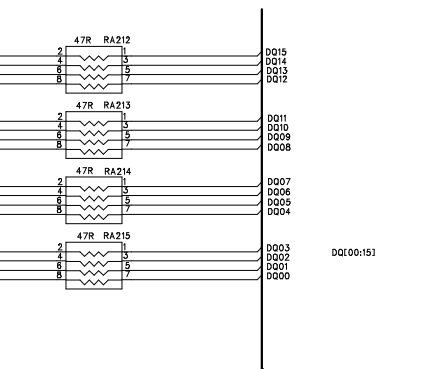 47R RA212
2 1 DQ15
4 3 DQ14
6 5 DQ13
8 7 DQ12
47R RA213
2 1 DQ11
4 3 DQ10
6 5 DQ09
8 7 DQ08
47R RA214
2 1 DQ07
4 3 DQ06
6 5 DQ05
8 7 DQ04
47R RA215
2 1 DQ03
4 3 DQ02
6 5 DQ01
8 7 DQ00
DQ[00:15]